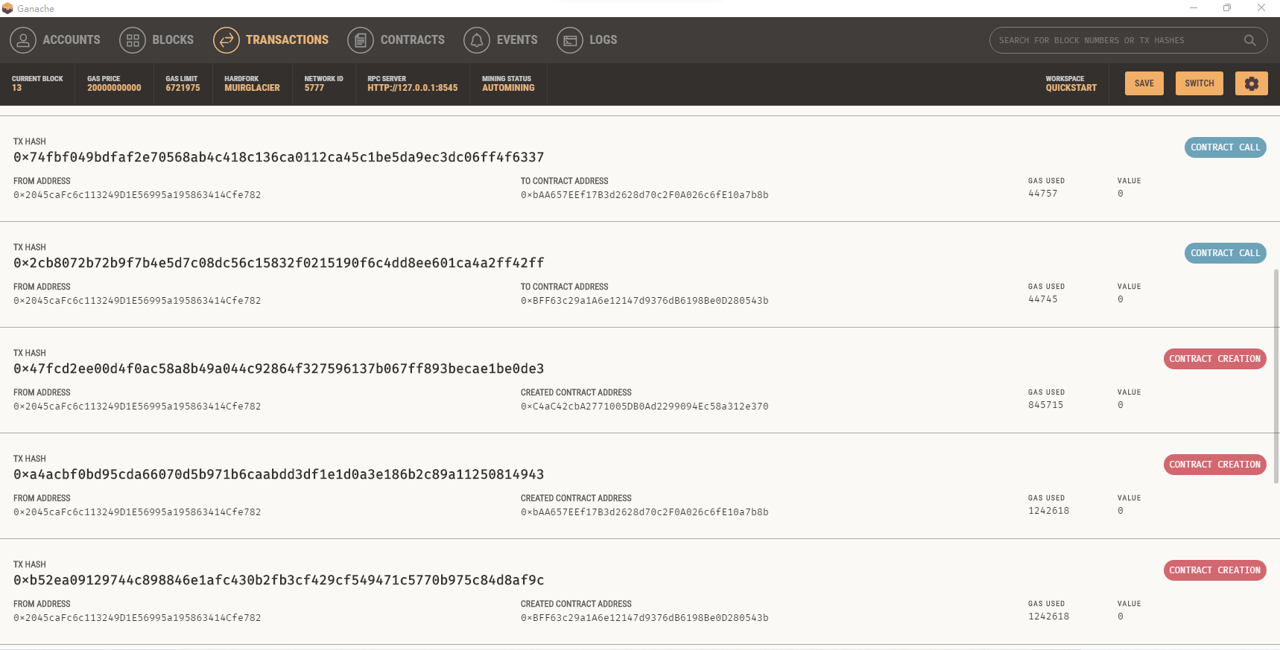 Ganache
ACCOUNTS BLOCKS TRANSACTIONS CONTRACTS EVENTS LOGS SEARCH FOR BLOCK NUMBERS OR TX HASHES
CURRENT BLOCK GAS PRICE GAS LIMIT HARDFORK NETWORK ID RPC SERVER MINING STATUS WORKSPACE
13 20000000000 6721975 MUIRGLACIER 5777 HTTP://127.0.0.1:8545 AUTOMINING QUICKSTART SAVE SWITCH
TX HASH
0×74fbf049bdfaf2e70568ab4c418c136ca0112ca45c1be5da9ec3dc06ff4f6337 CONTRACT CALL
FROM ADDRESS TO CONTRACT ADDRESS GAS USED VALUE
0×2045caFc6c113249D1E56995a195863414Cfe782 0×bAA657EEf17B3d2628d70c2F0A026c6fE10a7b8b 44757 0
TX HASH
0×2cb8072b72b9f7b4e5d7c08dc56c15832f0215190f6c4dd8ee601ca4a2ff42ff CONTRACT CALL
FROM ADDRESS TO CONTRACT ADDRESS GAS USED VALUE
0×2045caFc6c113249D1E56995a195863414Cfe782 0×BFF63c29a1A6e12147d9376dB6198Be0D280543b 44745 0
TX HASH
0×47fcd2ee00d4f0ac58a8b49a044c92864f327596137b067ff893becae1be0de3 CONTRACT CREATION
FROM ADDRESS CREATED CONTRACT ADDRESS GAS USED VALUE
0×2045caFc6c113249D1E56995a195863414Cfe782 0×C4aC42cbA2771005DB0Ad2299094Ec58a312e370 845715 0
TX HASH
0×a4acbf0bd95cda66070d5b971b6caabdd3df1e1d0a3e186b2c89a11250814943 CONTRACT CREATION
FROM ADDRESS CREATED CONTRACT ADDRESS GAS USED VALUE
0×2045caFc6c113249D1E56995a195863414Cfe782 0×bAA657EEf17B3d2628d70c2F0A026c6fE10a7b8b 1242618 0
TX HASH
0×b52ea09129744c898846e1afc430b2fb3cf429cf549471c5770b975c84d8af9c CONTRACT CREATION
FROM ADDRESS CREATED CONTRACT ADDRESS GAS USED VALUE
0×2045caFc6c113249D1E56995a195863414Cfe782 0×BFF63c29a1A6e12147d9376dB6198Be0D280543b 1242618 0